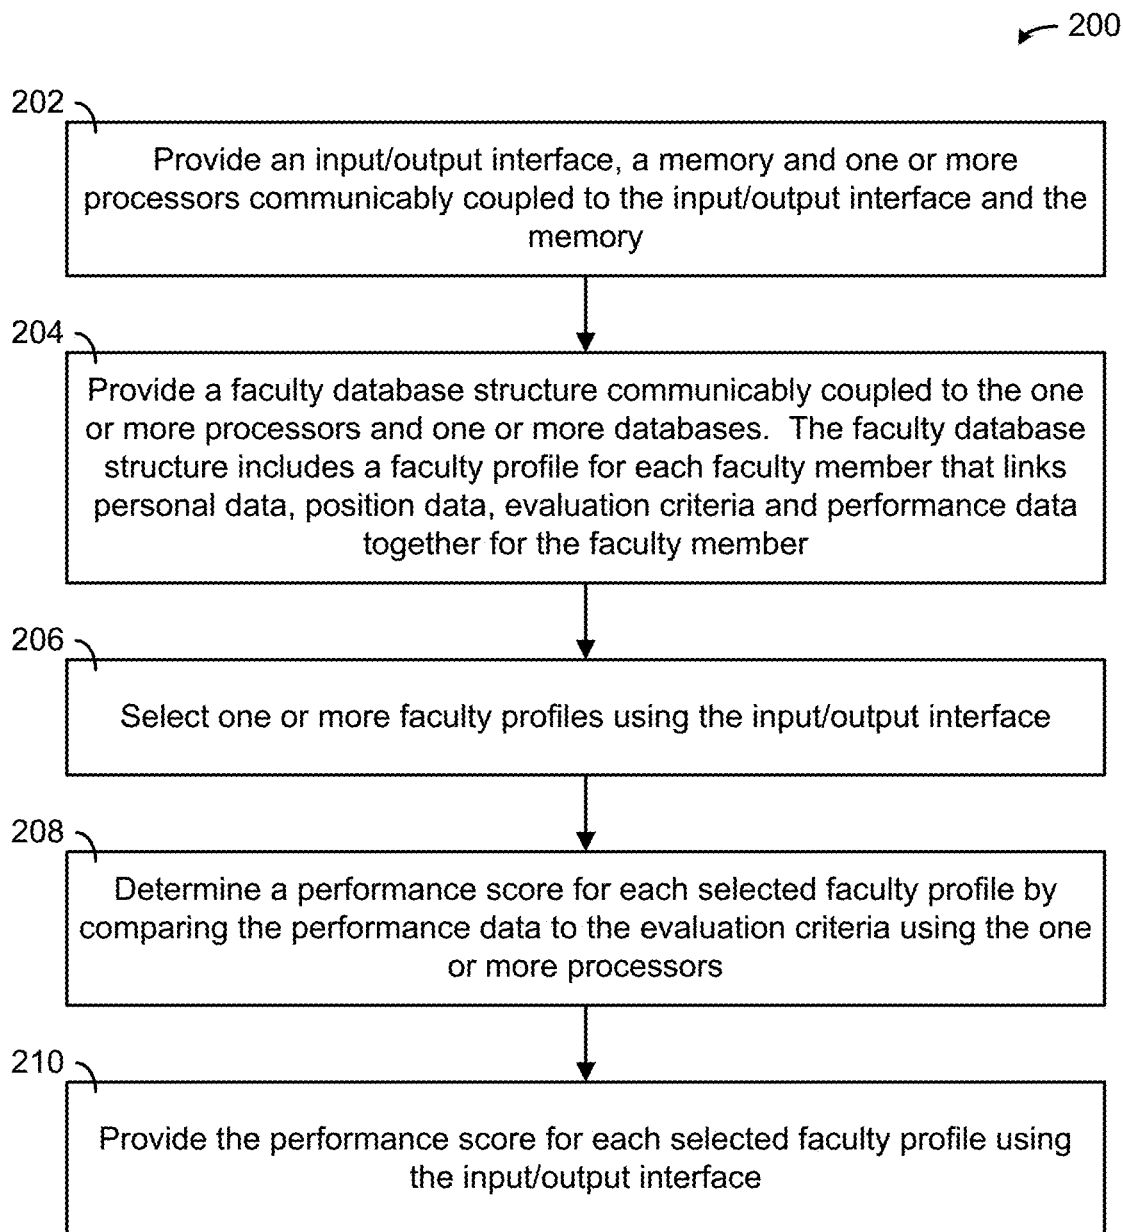 200
202
Provide an input/output interface, a memory and one or more
processors communicably coupled to the input/output interface and the
memory
204
Provide a faculty database structure communicably coupled to the one
or more processors and one or more databases.  The faculty database
structure includes a faculty profile for each faculty member that links
personal data, position data, evaluation criteria and performance data
together for the faculty member
206
Select one or more faculty profiles using the input/output interface
208
Determine a performance score for each selected faculty profile by
comparing the performance data to the evaluation criteria using the one
or more processors
210
Provide the performance score for each selected faculty profile using
the input/output interface